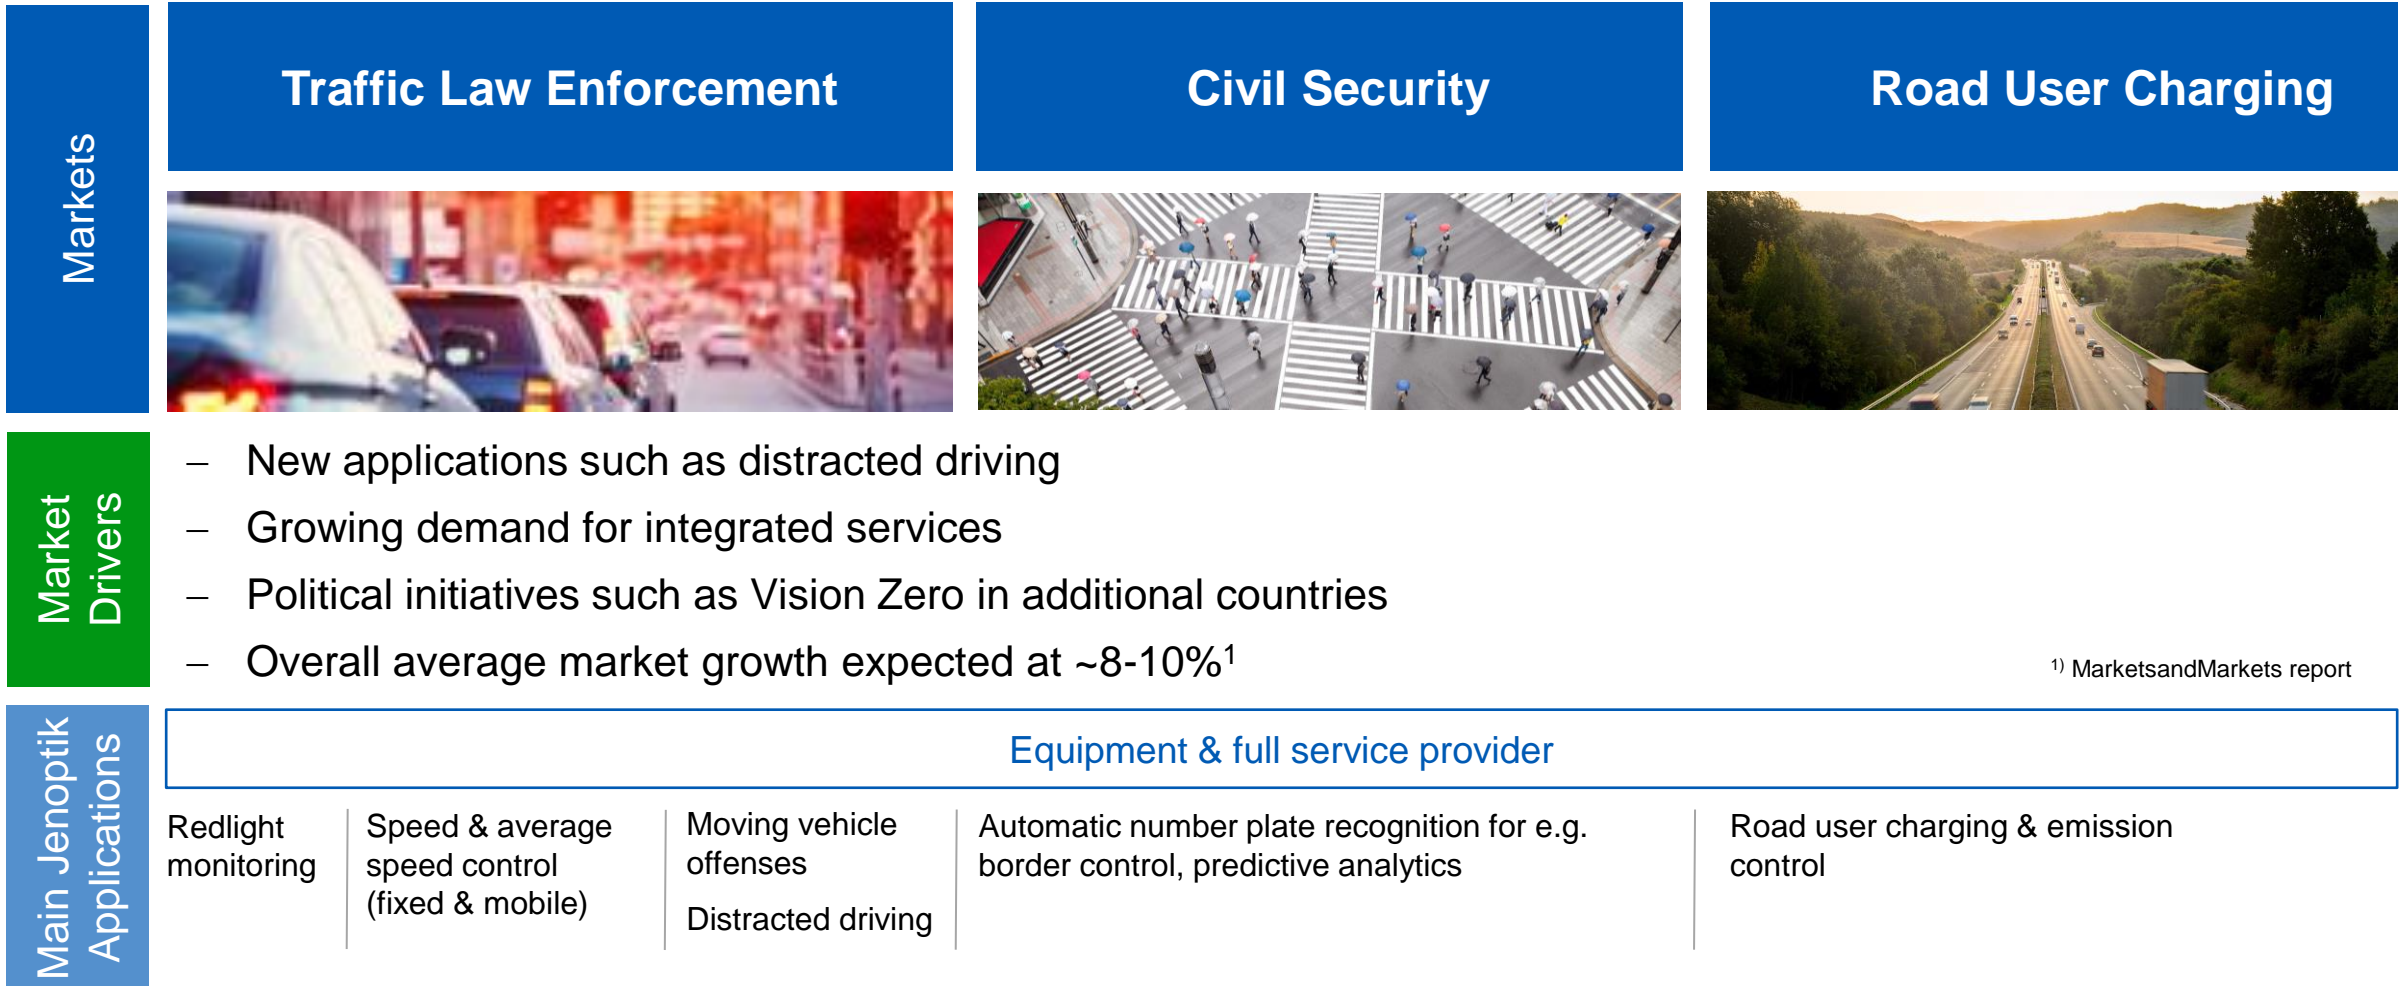 Markets
Traffic Law Enforcement
Civil Security
Road User Charging
Market
Drivers
– New applications such as distracted driving
– Growing demand for integrated services
– Political initiatives such as Vision Zero in additional countries
– Overall average market growth expected at ~8-10%¹
¹⁾ MarketsandMarkets report
Main Jenoptik
Applications
Equipment & full service provider
Redlight
monitoring
Speed & average
speed control
(fixed & mobile)
Moving vehicle
offenses
Distracted driving
Automatic number plate recognition for e.g.
border control, predictive analytics
Road user charging & emission
control